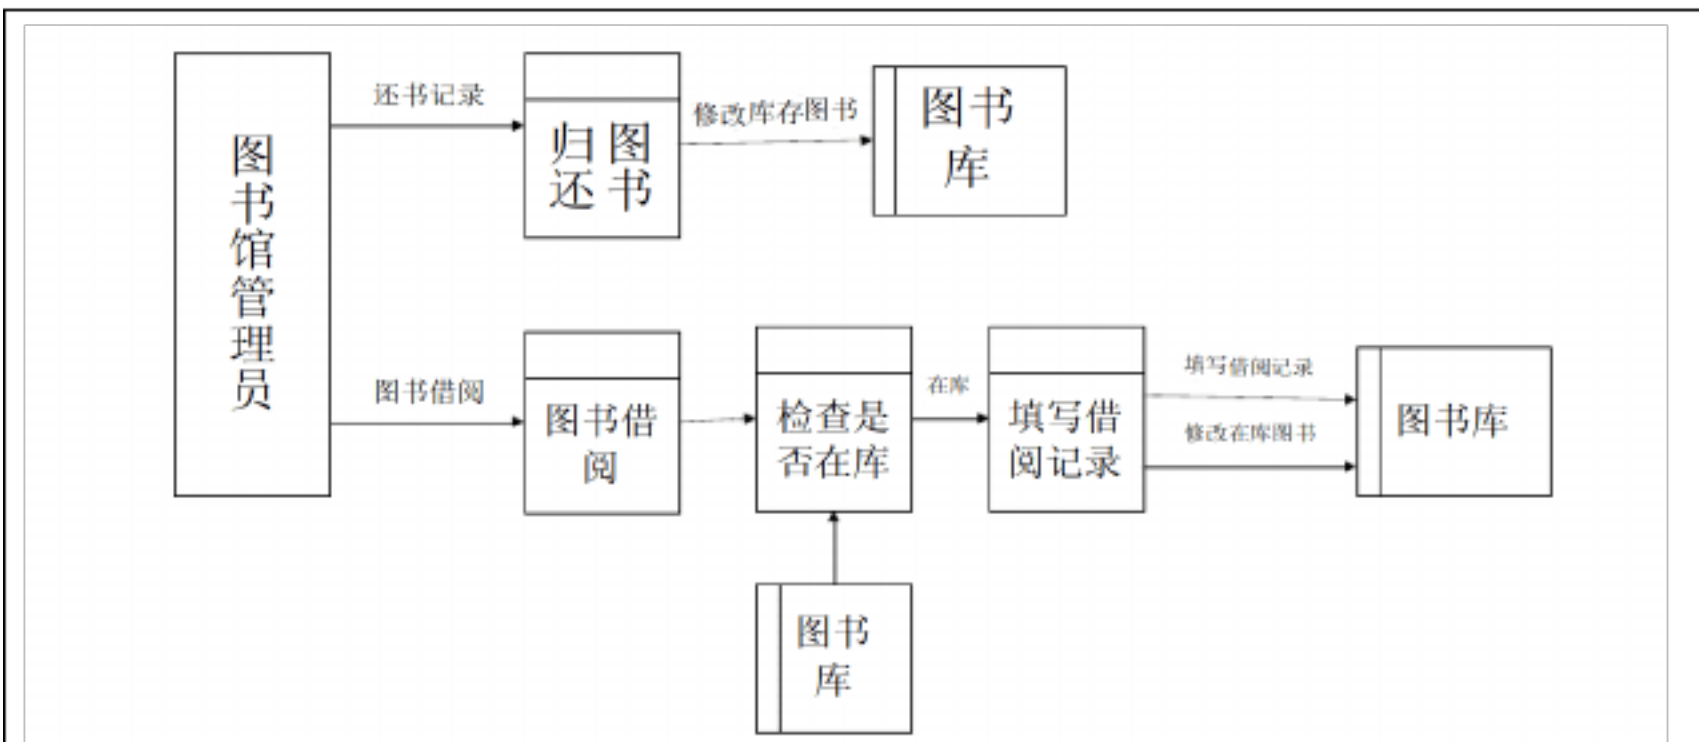 图书馆管理员
还书记录
归 图
还 书
修改库存图书
图书
库
图书借阅
图书借
阅
检查是
否在库
在库
填写借
阅记录
填写借阅记录
修改在库图书
图书库
图书
库